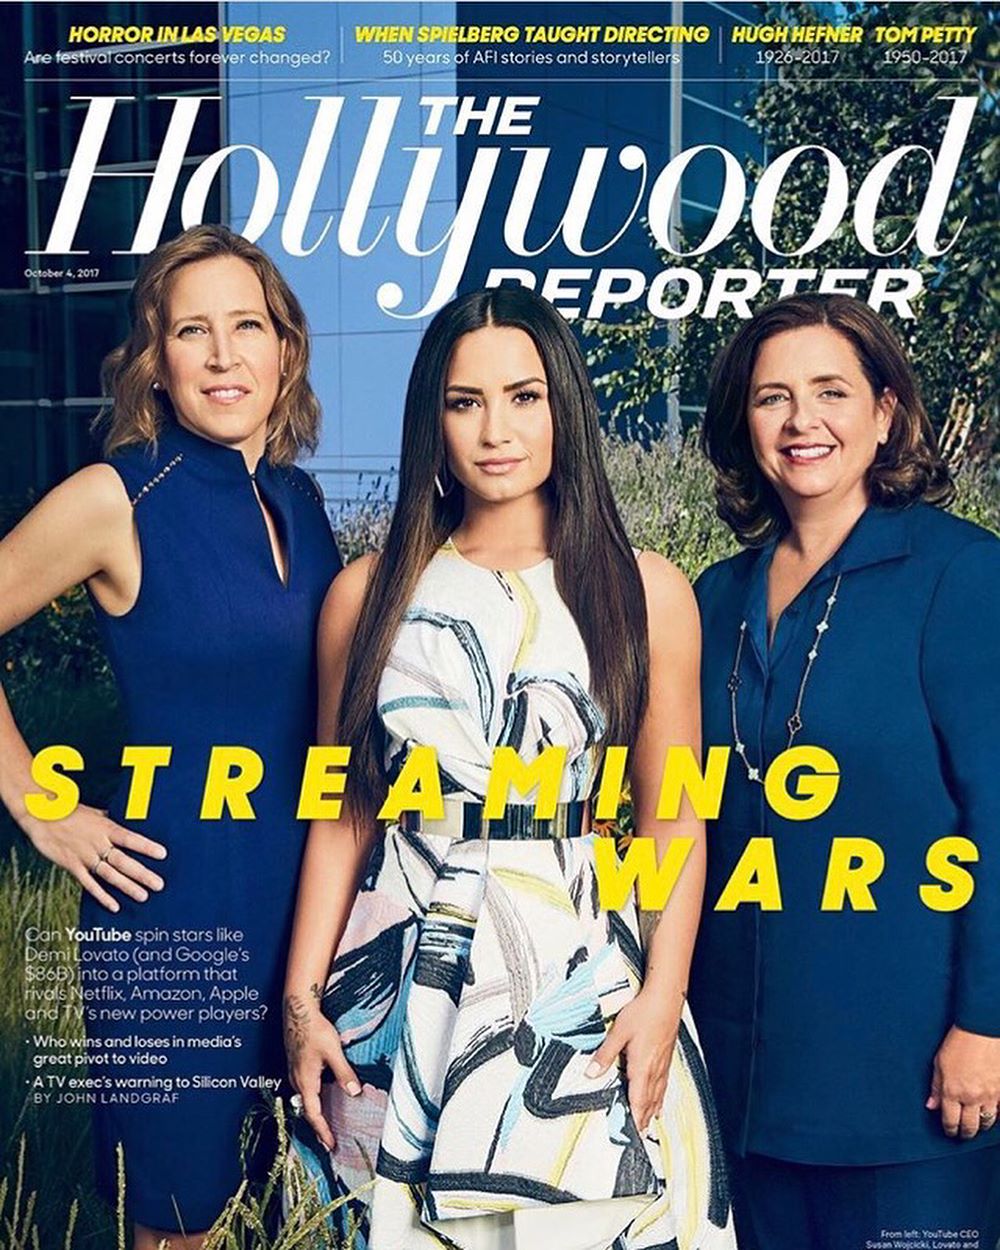 HORROR IN LAS VEGAS
Are festival concerts forever changed?
WHEN SPIELBERG TAUGHT DIRECTING
50 years of AFI stories and storytellers
HUGH HEFNER
1926-2017
TOM PETTY
1950-2017
THE
Hollywood
REPORTER
October 4, 2017
STREAMING
WARS
Can YouTube spin stars like
Demi Lovato (and Google's
$86B) into a platform that
rivals Netflix, Amazon, Apple
and TV's new power players?
· Who wins and loses in media's
great pivot to video
· A TV exec's warning to Silicon Valley
BY JOHN LANDGRAF
From left: YouTube CEO
Susan Wojcicki, Lovato and